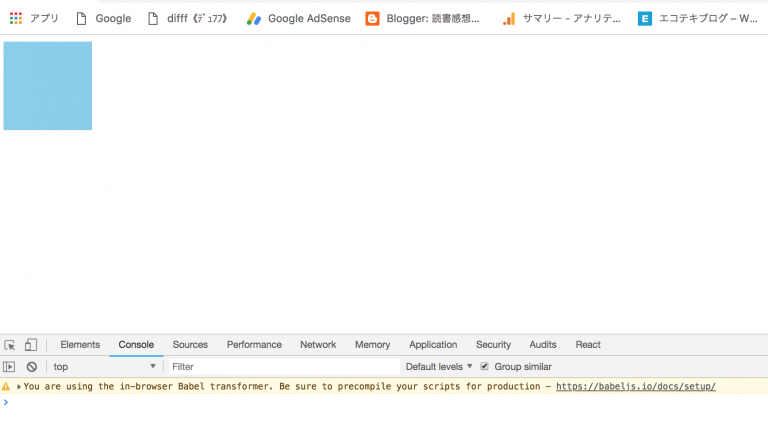 アプリ Google difff《ﾃﾞｭﾌﾌ》 Google AdSense Blogger: 読書感想... サマリー - アナリテ... エコテキブログ – W...
Elements Console Sources Performance Network Memory Application Security Audits React
top Filter Default levels Group similar
You are using the in-browser Babel transformer. Be sure to precompile your scripts for production - https://babeljs.io/docs/setup/